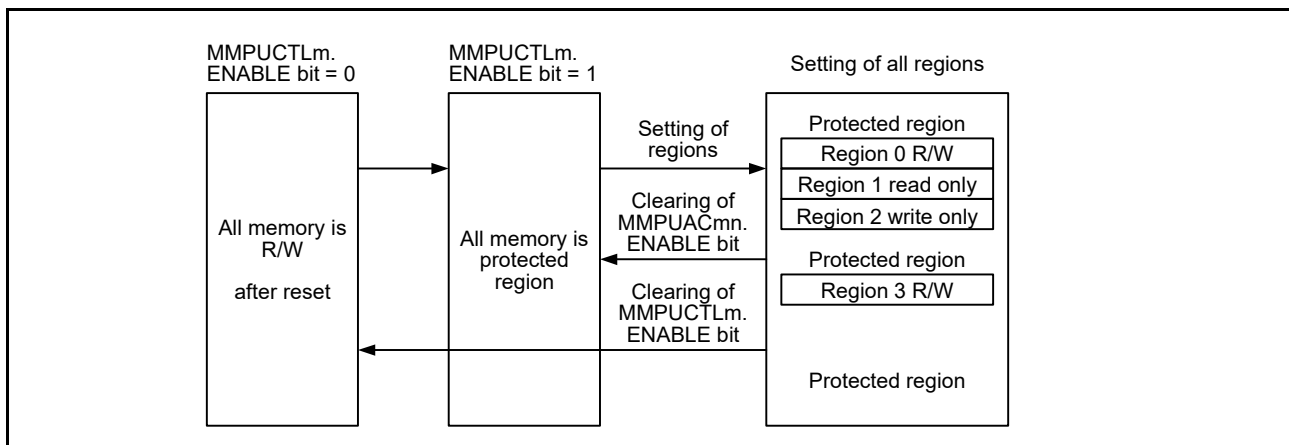 MMPUCTLm.
ENABLE bit = 0
MMPUCTLm.
ENABLE bit = 1
Setting of all regions
All memory is
R/W
after reset
All memory is
protected
region
Setting of
regions
Clearing of
MMPUACmn.
ENABLE bit
Clearing of
MMPUCTLm.
ENABLE bit
Protected region
Region 0 R/W
Region 1 read only
Region 2 write only
Protected region
Region 3 R/W
Protected region